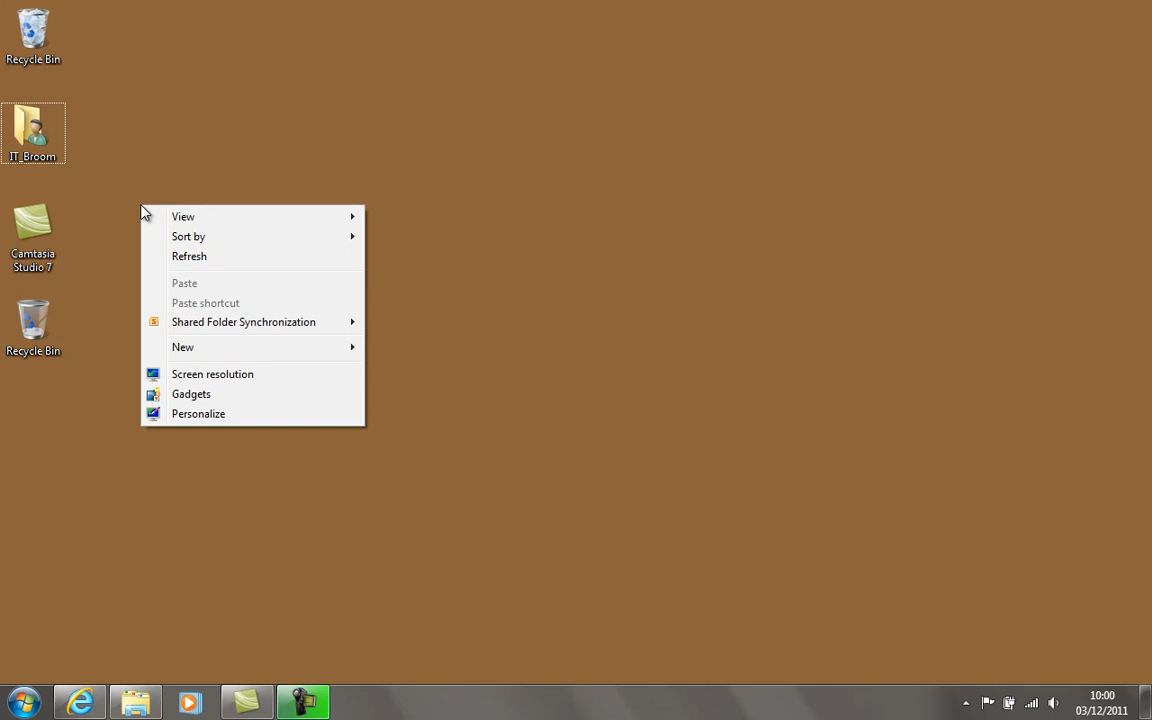 Recycle Bin
IT_Broom
Camtasia
Studio 7
Recycle Bin
View
Sort by
Refresh
Paste
Paste shortcut
S
Shared Folder Synchronization
New
Screen resolution
Gadgets
Personalize
10:00
03/12/2011